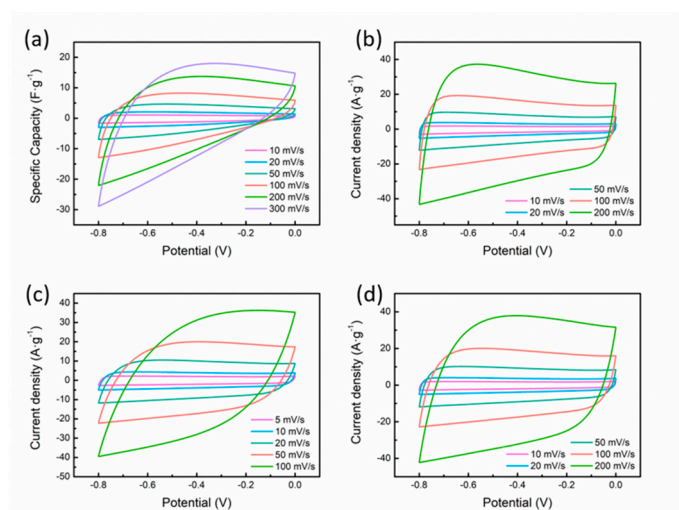 (a)
20
10
0
-10
-20
-30
Specific Capacity (F·g⁻¹)
10 mV/s
20 mV/s
50 mV/s
100 mV/s
200 mV/s
300 mV/s
-0.8 -0.6 -0.4 -0.2 0.0
Potential (V)
(b)
40
20
0
-20
-40
Current density (A·g⁻¹)
50 mV/s
10 mV/s 100 mV/s
20 mV/s 200 mV/s
-0.8 -0.6 -0.4 -0.2 0.0
Potential (V)
(c)
40
30
20
10
0
-10
-20
-30
-40
-50
Current density (A·g⁻¹)
5 mV/s
10 mV/s
20 mV/s
50 mV/s
100 mV/s
-0.8 -0.6 -0.4 -0.2 0.0
Potential (V)
(d)
40
20
0
-20
-40
Current density (A·g⁻¹)
50 mV/s
10 mV/s 100 mV/s
20 mV/s 200 mV/s
-0.8 -0.6 -0.4 -0.2 0.0
Potential (V)